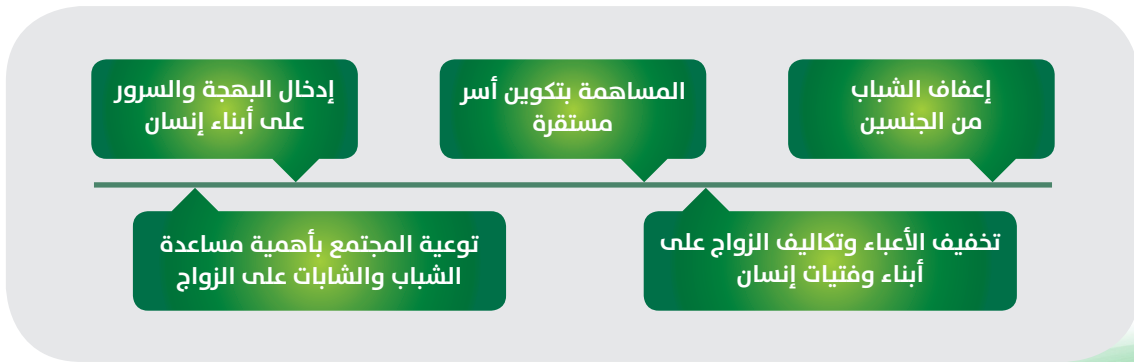 إعفاف الشباب
من الجنسين
المساهمة بتكوين أسر
مستقرة
إدخال البهجة والسرور
على أبناء إنسان
تخفيف الأعباء وتكاليف الزواج على
أبناء وفتيات إنسان
توعية المجتمع بأهمية مساعدة
الشباب والشابات على الزواج